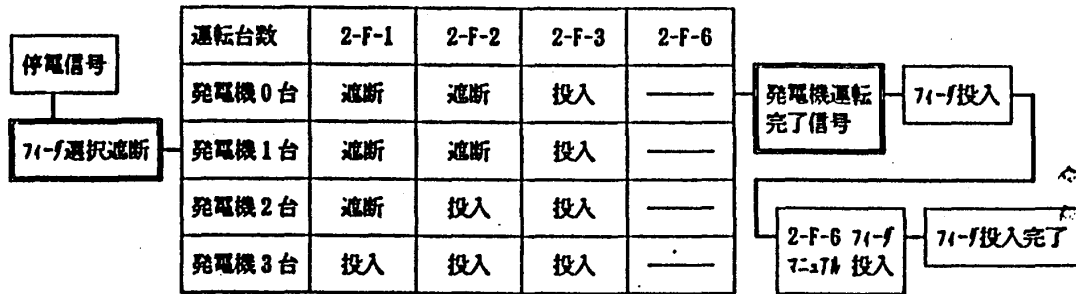 停電信号
フィーダ選択遮断
運転台数 2-F-1 2-F-2 2-F-3 2-F-6
発電機0台 遮断 遮断 投入 ――
発電機1台 遮断 遮断 投入 ――
発電機2台 遮断 投入 投入 ――
発電機3台 投入 投入 投入 ――
発電機運転
完了信号
フィーダ投入
2-F-6 フィーダ
マニュアル 投入
フィーダ投入完了